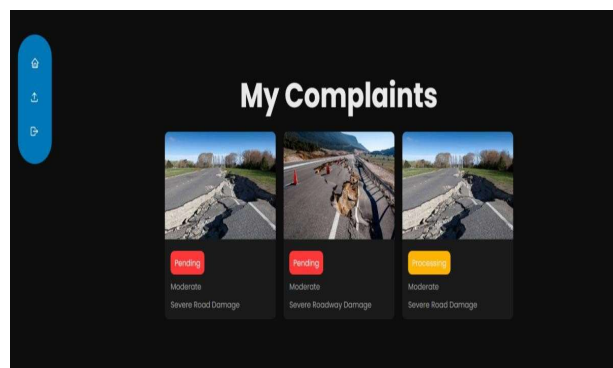 My Complaints
Pending
Moderate
Severe Road Damage
Pending
Moderate
Severe Roadway Damage
Processing
Moderate
Severe Road Damage